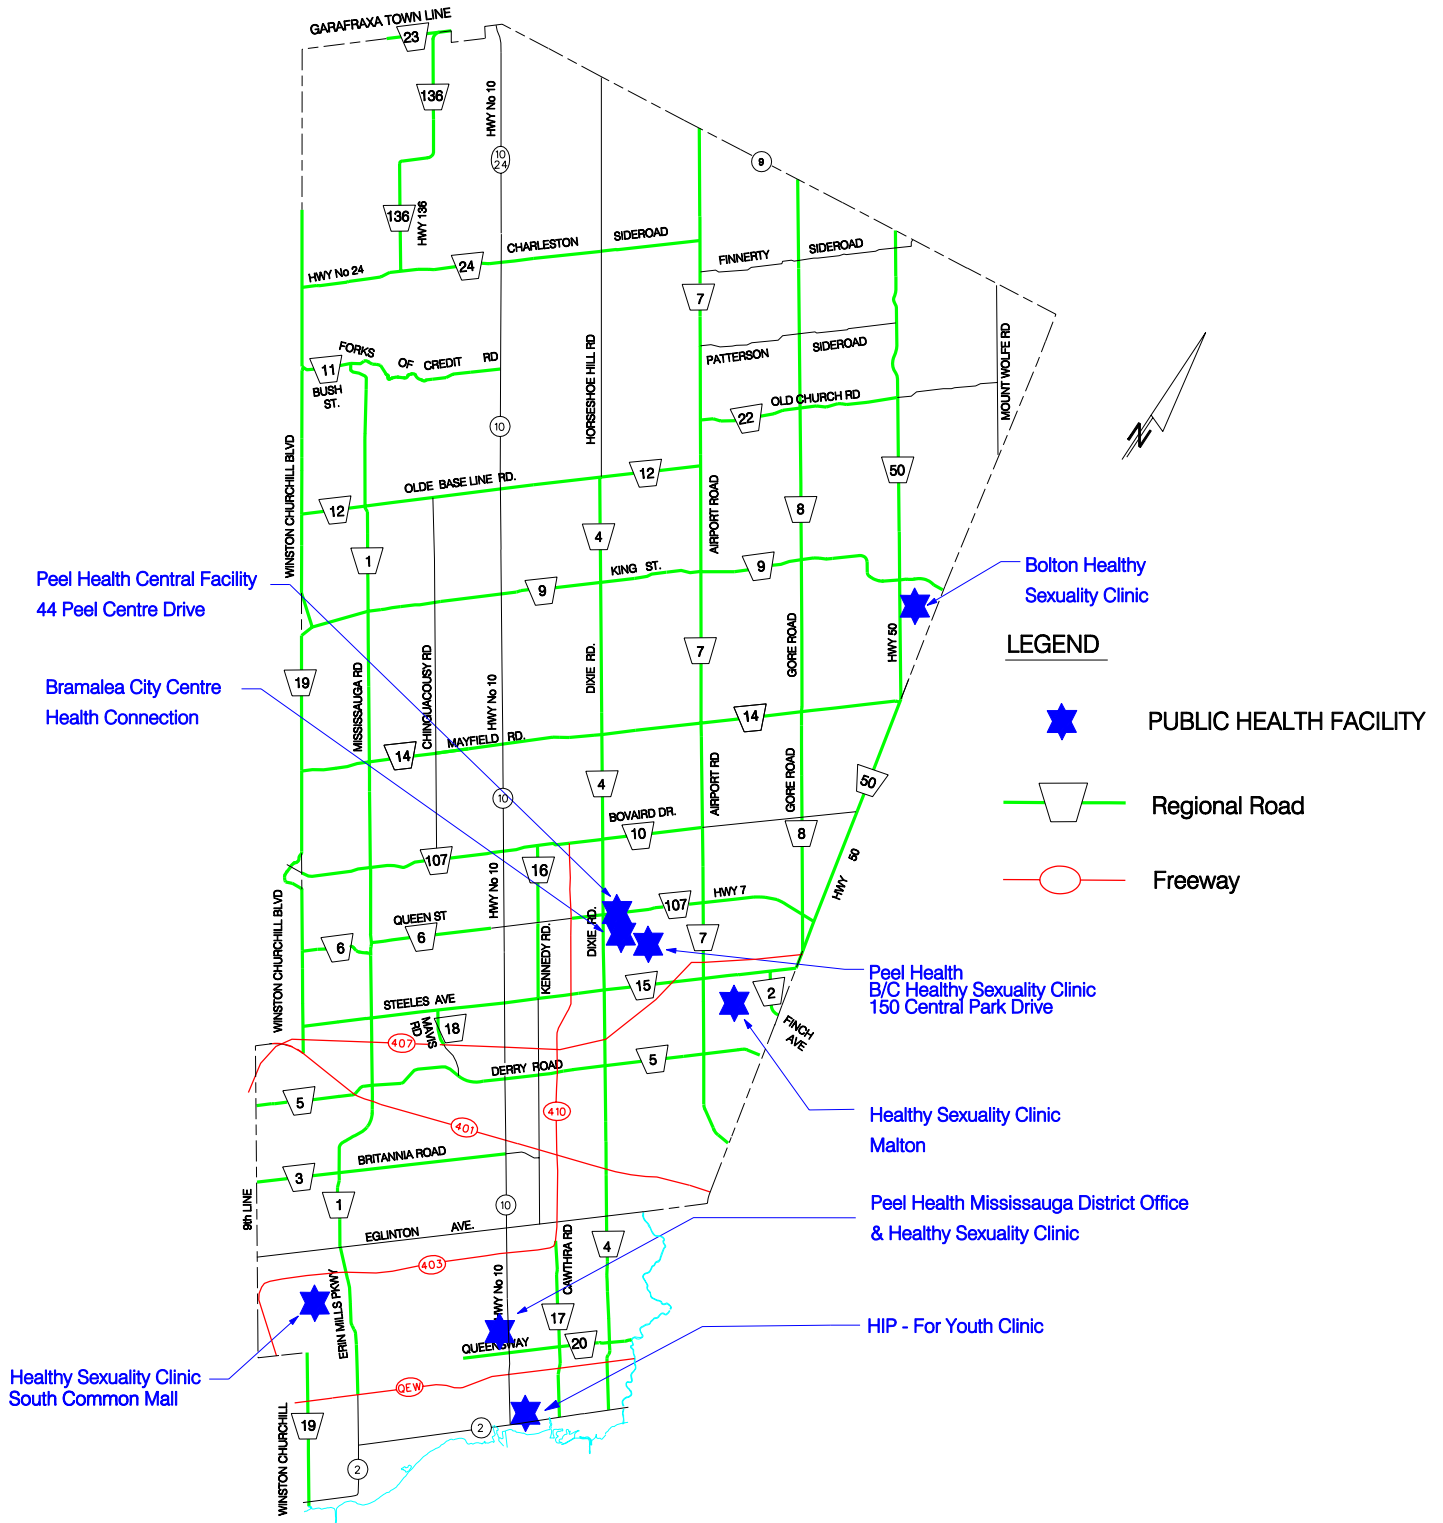 GARAFRAXA TOWN LINE
23
136
HWY No 10
10
24
9
136
HWY 136
CHARLESTON SIDEROAD
HWY No 24
24
FINNERTY SIDEROAD
7
HORSESHOE HILL RD
PATTERSON SIDEROAD
MOUNT WOLFE RD
FORKS OF CREDIT RD
11
BUSH
ST.
OLD CHURCH RD
22
10
N
WINSTON CHURCHILL BLVD
OLDE BASE LINE RD.
12
12
50
AIRPORT ROAD
8
4
1
KING ST.
9
9
Peel Health Central Facility
44 Peel Centre Drive
Bolton Healthy
Sexuality Clinic
LEGEND
PUBLIC HEALTH FACILITY
Regional Road
Freeway
GORE ROAD
HWY 50
7
DIXIE RD.
19
MISSISSAUGA RD
CHINGUACOUSY RD
HWY No 10
Bramalea City Centre
Health Connection
14
MAYFIELD RD.
14
4
AIRPORT RD
GORE ROAD
50
10
BOVAIRD DR.
10
8
107
16
HWY 50
HWY No 10
WINSTON CHURCHILL BLVD
QUEEN ST
6
6
HWY 7
107
DIXIE RD.
KENNEDY RD.
7
Peel Health
B/C Healthy Sexuality Clinic
150 Central Park Drive
STEELES AVE
15
2
FINCH
AVE
MAVIS
RD
18
407
DERRY ROAD
5
5
410
401
Healthy Sexuality Clinic
Malton
BRITANNIA ROAD
3
9th LINE
1
10
Peel Health Mississauga District Office
& Healthy Sexuality Clinic
EGLINTON AVE.
4
403
CAWTHRA RD
ERIN MILLS PKWY
HWY No 10
17
QUEENSWAY
20
HIP - For Youth Clinic
Healthy Sexuality Clinic
South Common Mall
QEW
WINSTON CHURCHILL
19
2
2